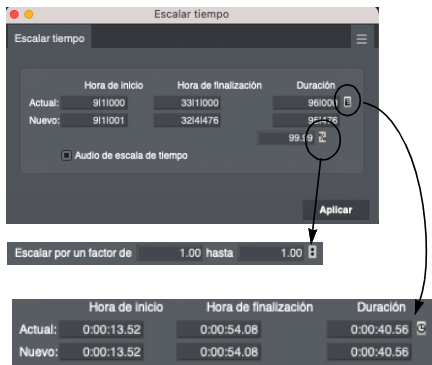 Escalar tiempo
Escalar tiempo
Hora de inicio Hora de finalización Duración
Actual: 9|1|000 33|1|000 96|000
Nuevo: 9|1|001 32|4|476 95|476
99.99 %
Audio de escala de tiempo
Aplicar
Escalar por un factor de 1.00 hasta 1.00
Hora de inicio Hora de finalización Duración
Actual: 0:00:13.52 0:00:54.08 0:00:40.56
Nuevo: 0:00:13.52 0:00:54.08 0:00:40.56